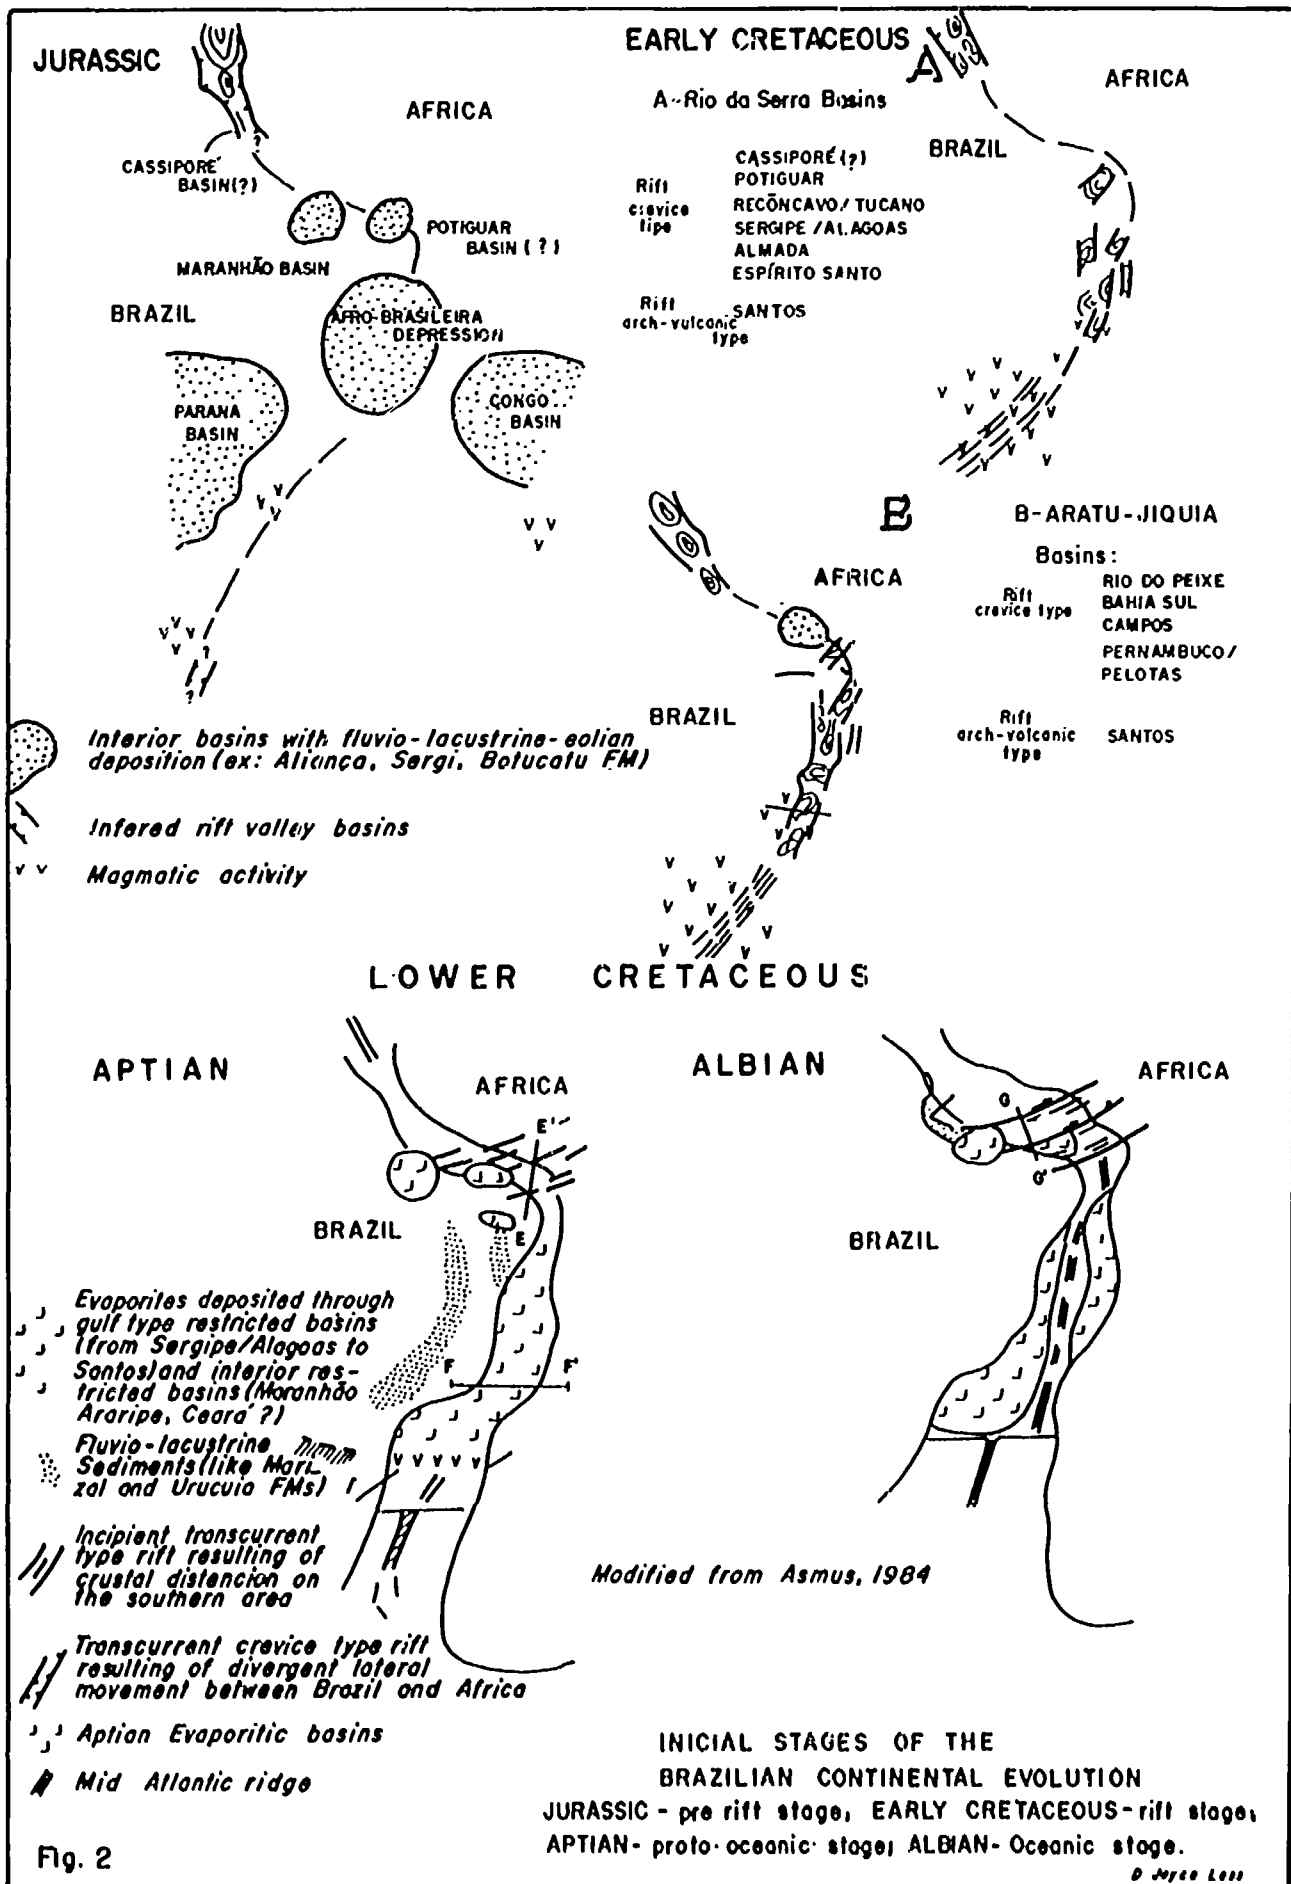 JURASSIC
AFRICA
CASSIPORÉ
BASIN(?)
?
POTIGUAR
BASIN (?)
MARANHÃO BASIN
BRAZIL
AFRO-BRASILEIRA
DEPRESSION
PARANA
BASIN
CONGO
BASIN
V V
V V
V
V V
V
V V
V V
V
?
?
Interior basins with fluvio-lacustrine-eolian
deposition (ex: Aliança, Sergi, Botucatu FM)
Infered rift valley basins
V V Magmatic activity
EARLY CRETACEOUS
A
AFRICA
A--Rio da Serra Basins
BRAZIL
Rift
crevice
tipe
CASSIPORÉ (?)
POTIGUAR
RECÔNCAVO/ TUCANO
SERGIPE /ALAGOAS
ALMADA
ESPÍRITO SANTO
Rift
arch-vulcanic
type
SANTOS
B
B-ARATU-JIQUIA
Basins:
AFRICA
BRAZIL
Rift
crevice type
RIO DO PEIXE
BAHIA SUL
CAMPOS
PERNAMBUCO/
PELOTAS
Rift
arch-volcanic
type
SANTOS
LOWER CRETACEOUS
APTIAN
AFRICA
E'
BRAZIL
E
F F'
V V V V V
Evaporites deposited through
gulf type restricted basins
(from Sergipe/Alagoas to
Santos) and interior res-
tricted basins (Moranhão
Araripe, Ceará ?)
Fluvio-lacustrine
Sediments (like Mari_
zal and Urucuia FMs)
Incipient transcurrent
type rift resulting of
crustal distencion on
the southern area
Transcurrent crevice type rift
resulting of divergent lateral
movement between Brazil and Africa
Aptian Evaporitic basins
Mid Atlantic ridge
ALBIAN
AFRICA
G
G'
BRAZIL
Modified from Asmus, 1984
INICIAL STAGES OF THE
BRAZILIAN CONTINENTAL EVOLUTION
JURASSIC - pre rift stage; EARLY CRETACEOUS - rift stage;
APTIAN- proto-oceanic stage; ALBIAN- Oceanic stage.
Fig. 2
D Joyce Less